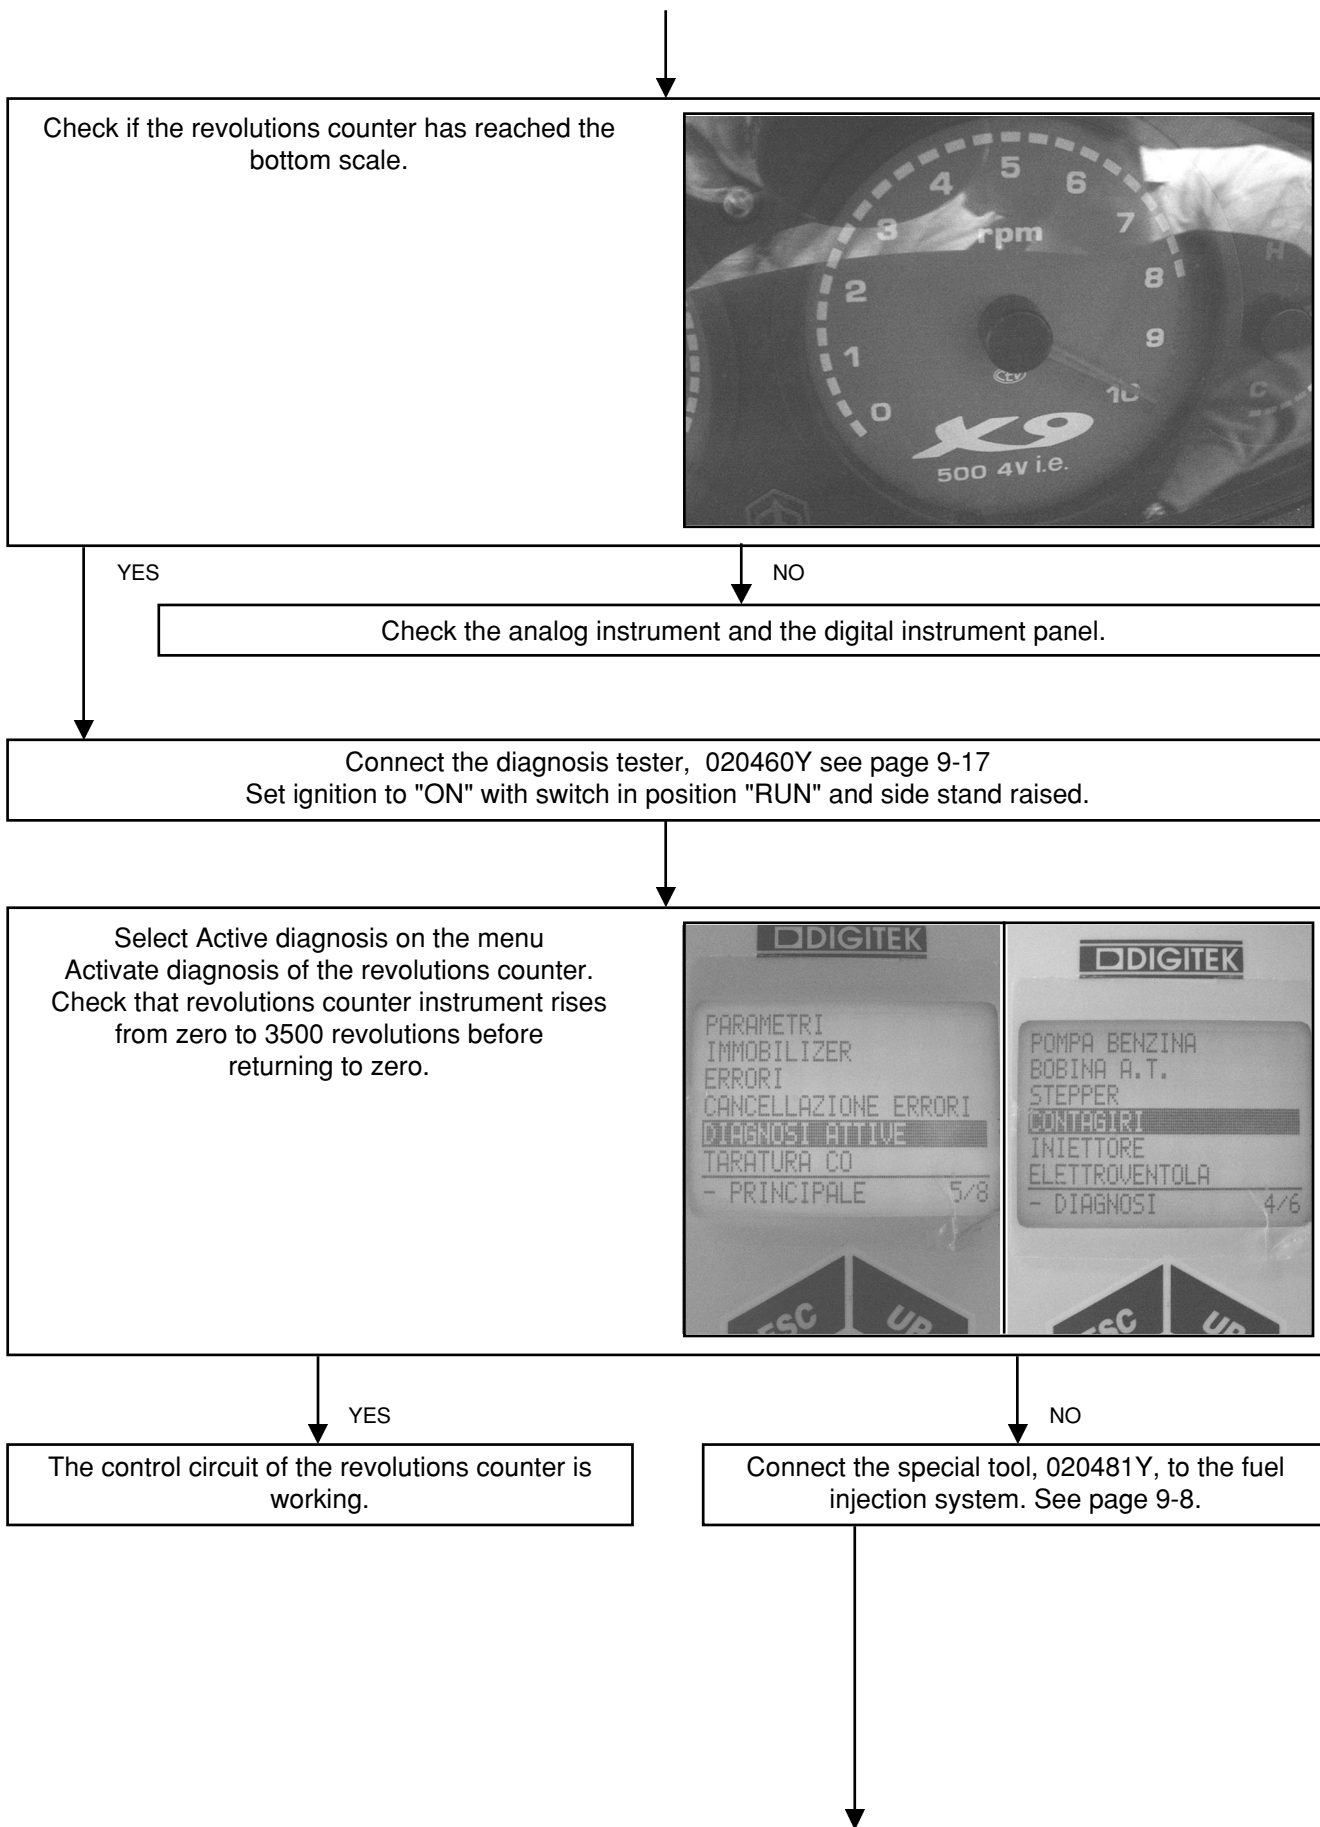 Check if the revolutions counter has reached the
bottom scale.
4
5
6
3
rpm
7
2
8
H
1
9
CEV
10
C
0
X9
500 4V i.e.
YES
NO
Check the analog instrument and the digital instrument panel.
Connect the diagnosis tester, 020460Y see page 9-17
Set ignition to "ON" with switch in position "RUN" and side stand raised.
Select Active diagnosis on the menu
Activate diagnosis of the revolutions counter.
Check that revolutions counter instrument rises
from zero to 3500 revolutions before
returning to zero.
DIGITEK
PARAMETRI
IMMOBILIZER
ERRORI
CANCELLAZIONE ERRORI
DIAGNOSI ATTIVE
TARATURA CO
- PRINCIPALE 5/8
ESC UP
DIGITEK
POMPA BENZINA
BOBINA A.T.
STEPPER
CONTAGIRI
INIETTORE
ELETTROVENTOLA
- DIAGNOSI 4/6
ESC UP
YES
NO
The control circuit of the revolutions counter is
working.
Connect the special tool, 020481Y, to the fuel
injection system. See page 9-8.